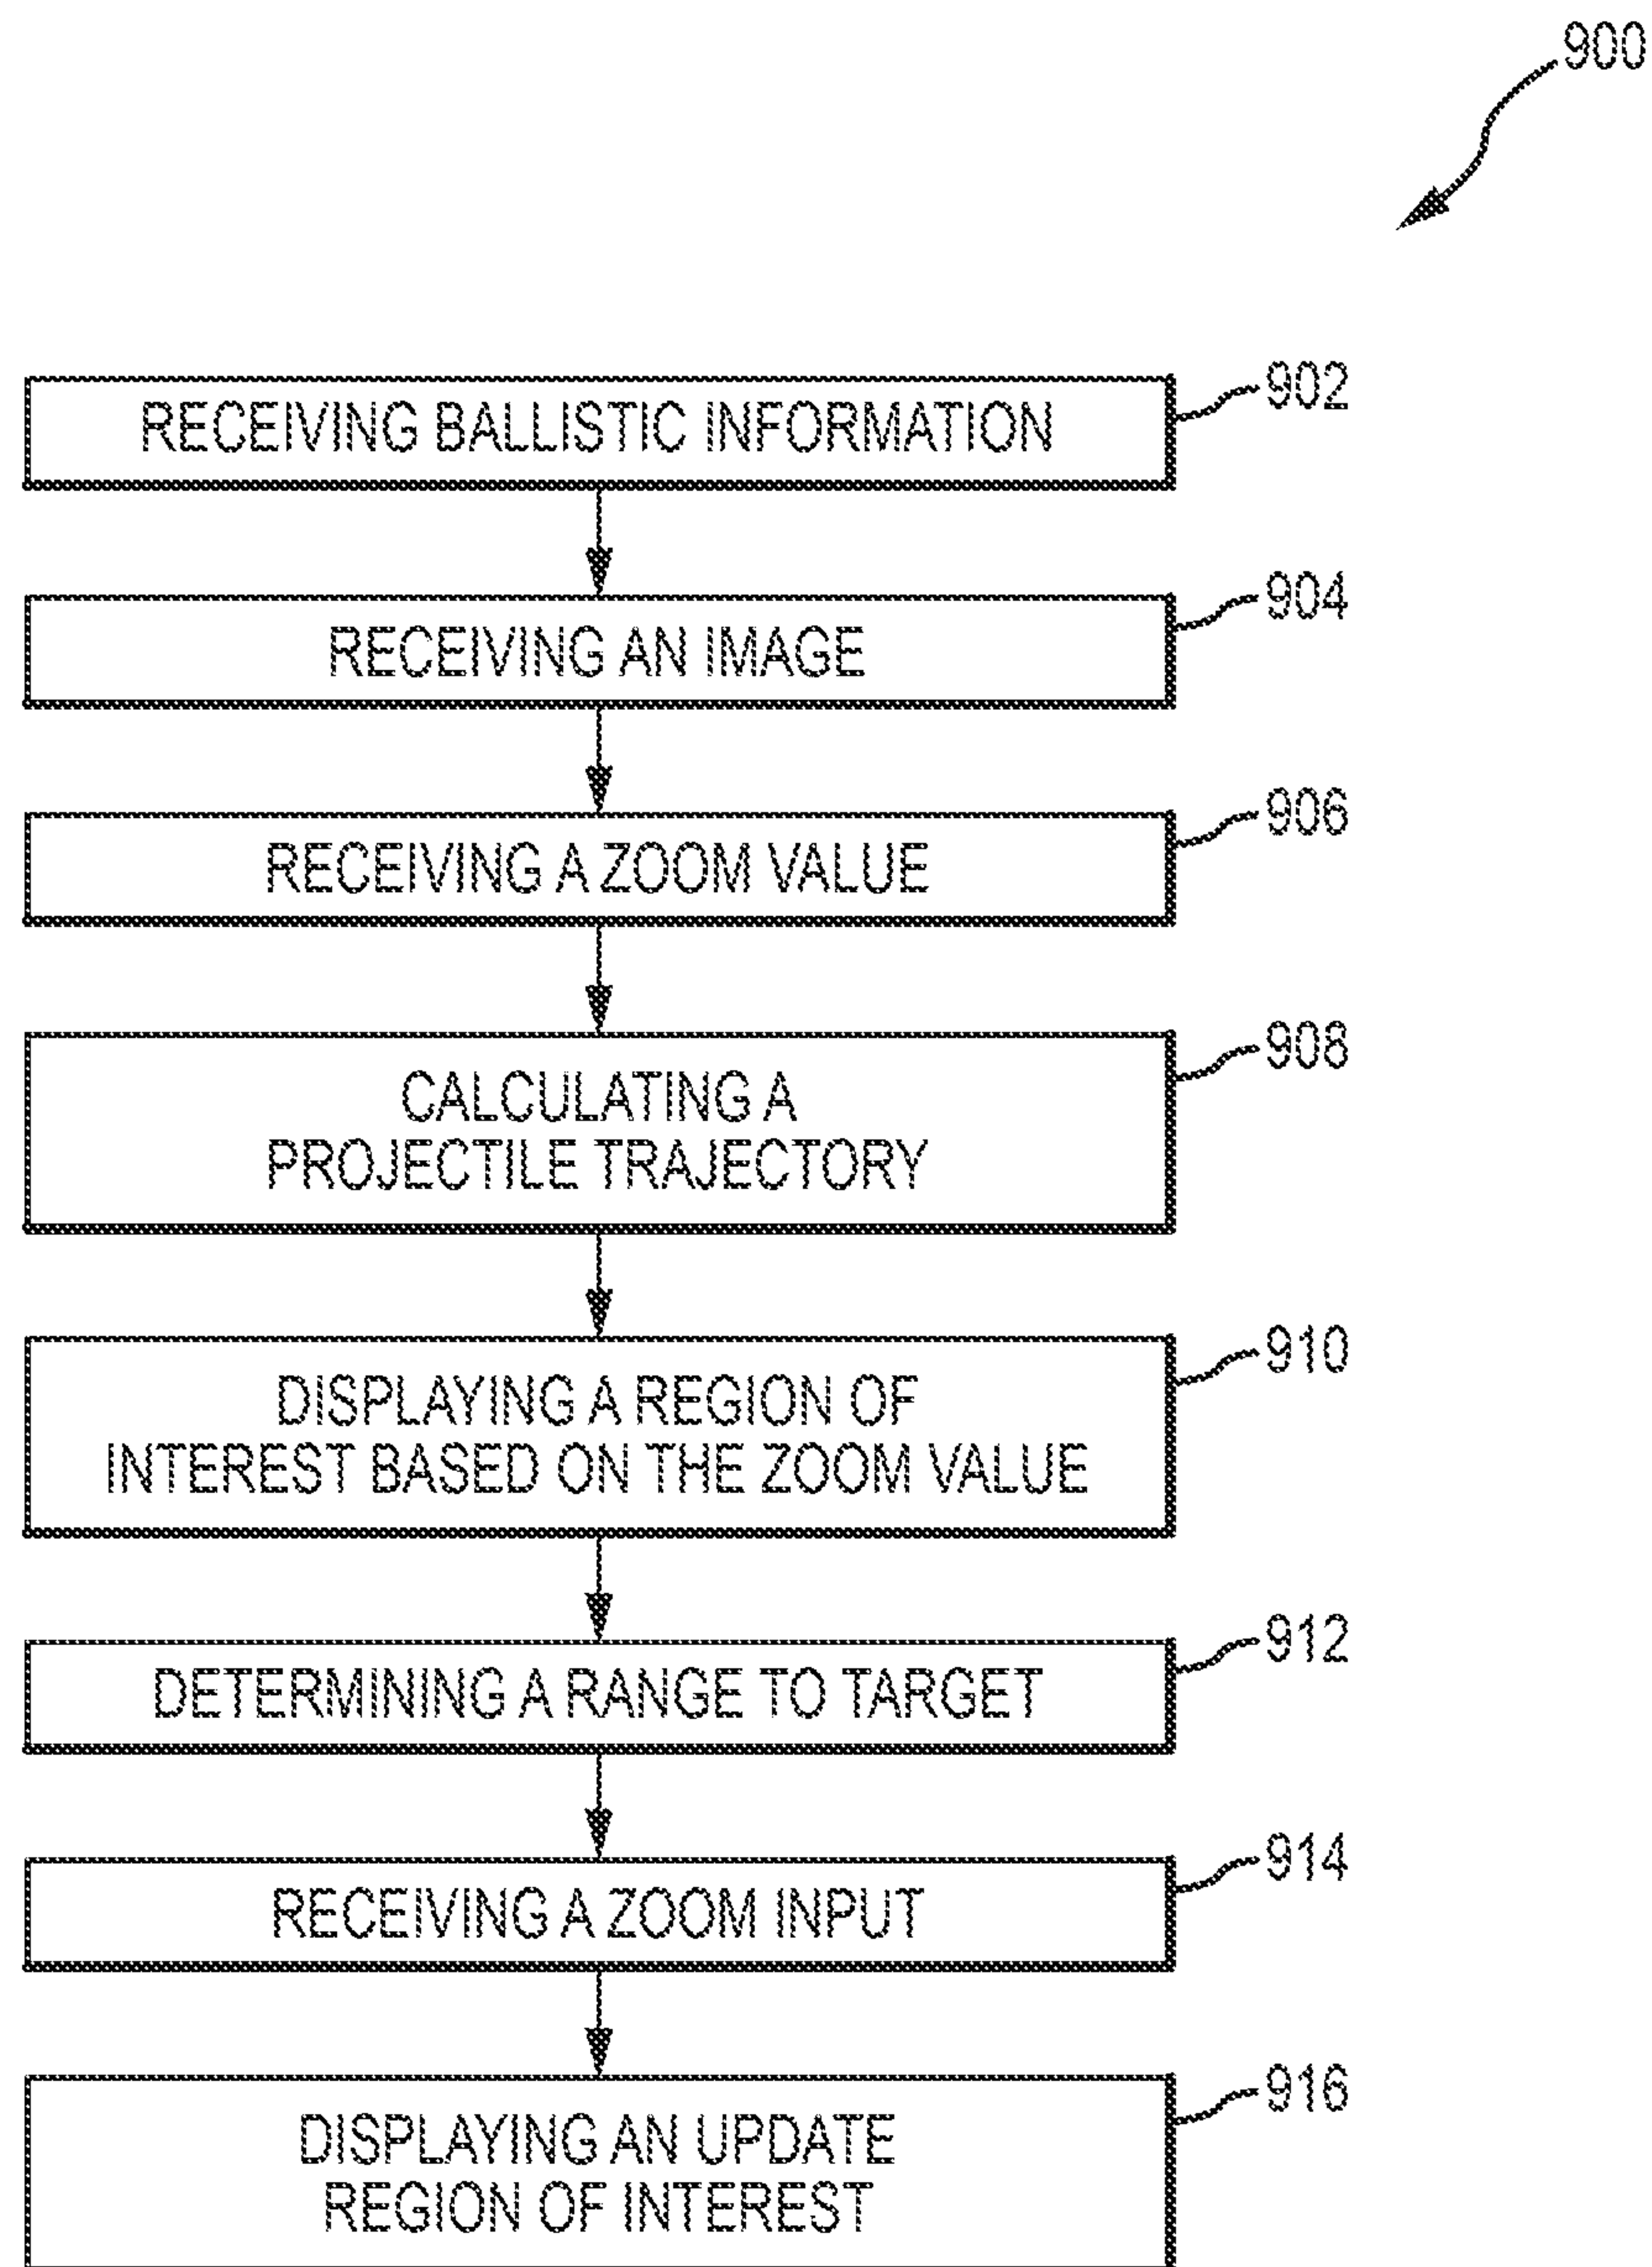 900
RECEIVING BALLISTIC INFORMATION
902
RECEIVING AN IMAGE
904
RECEIVING A ZOOM VALUE
906
CALCULATING A
PROJECTILE TRAJECTORY
908
DISPLAYING A REGION OF
INTEREST BASED ON THE ZOOM VALUE
910
DETERMINING A RANGE TO TARGET
912
RECEIVING A ZOOM INPUT
914
DISPLAYING AN UPDATE
REGION OF INTEREST
916